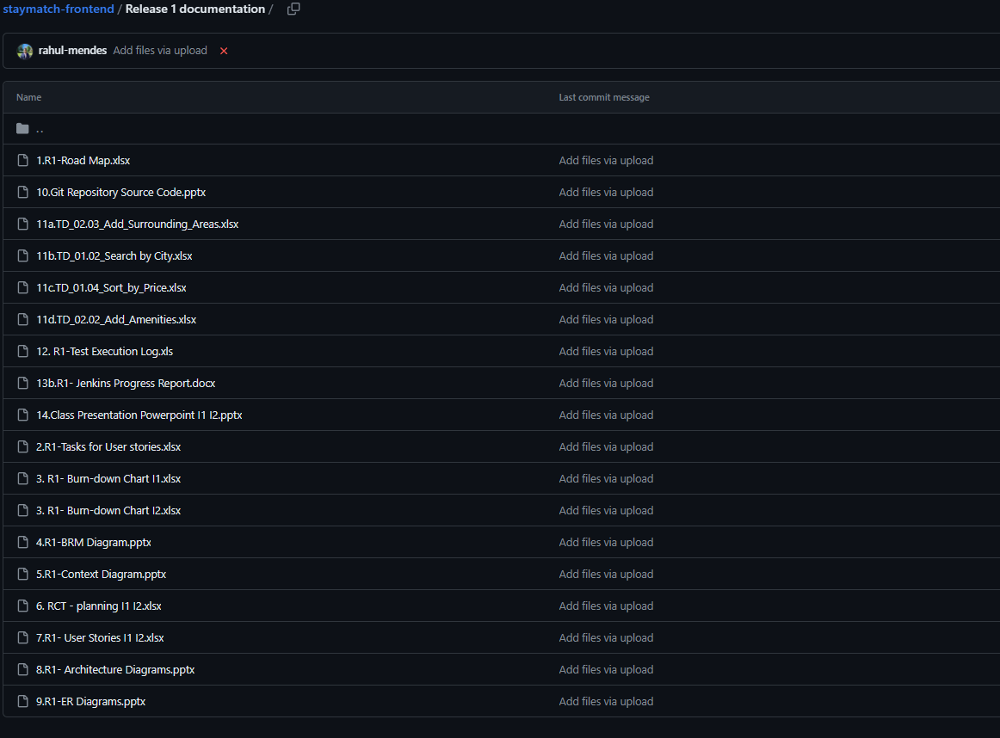 staymatch-frontend / Release 1 documentation /
rahul-mendes Add files via upload
Name Last commit message
..
1.R1-Road Map.xlsx Add files via upload
10.Git Repository Source Code.pptx Add files via upload
11a.TD_02.03_Add_Surrounding_Areas.xlsx Add files via upload
11b.TD_01.02_Search by City.xlsx Add files via upload
11c.TD_01.04_Sort_by_Price.xlsx Add files via upload
11d.TD_02.02_Add_Amenities.xlsx Add files via upload
12. R1-Test Execution Log.xls Add files via upload
13b.R1- Jenkins Progress Report.docx Add files via upload
14.Class Presentation Powerpoint I1 I2.pptx Add files via upload
2.R1-Tasks for User stories.xlsx Add files via upload
3. R1- Burn-down Chart I1.xlsx Add files via upload
3. R1- Burn-down Chart I2.xlsx Add files via upload
4.R1-BRM Diagram.pptx Add files via upload
5.R1-Context Diagram.pptx Add files via upload
6. RCT - planning I1 I2.xlsx Add files via upload
7.R1- User Stories I1 I2.xlsx Add files via upload
8.R1- Architecture Diagrams.pptx Add files via upload
9.R1-ER Diagrams.pptx Add files via upload